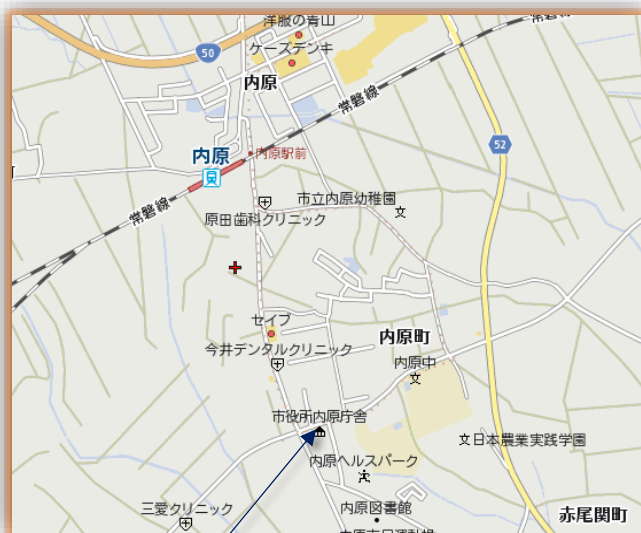 洋服の青山
50
ケーズデンキ
内原
常磐線
52
内原
内原駅前
市立内原幼稚園
常磐線
原田歯科クリニック
セイブ
内原町
今井デンタルクリニック
内原中
市役所内原庁舎
日本農業実践学園
内原ヘルスパーク
三愛クリニック
内原図書館
赤尾関町